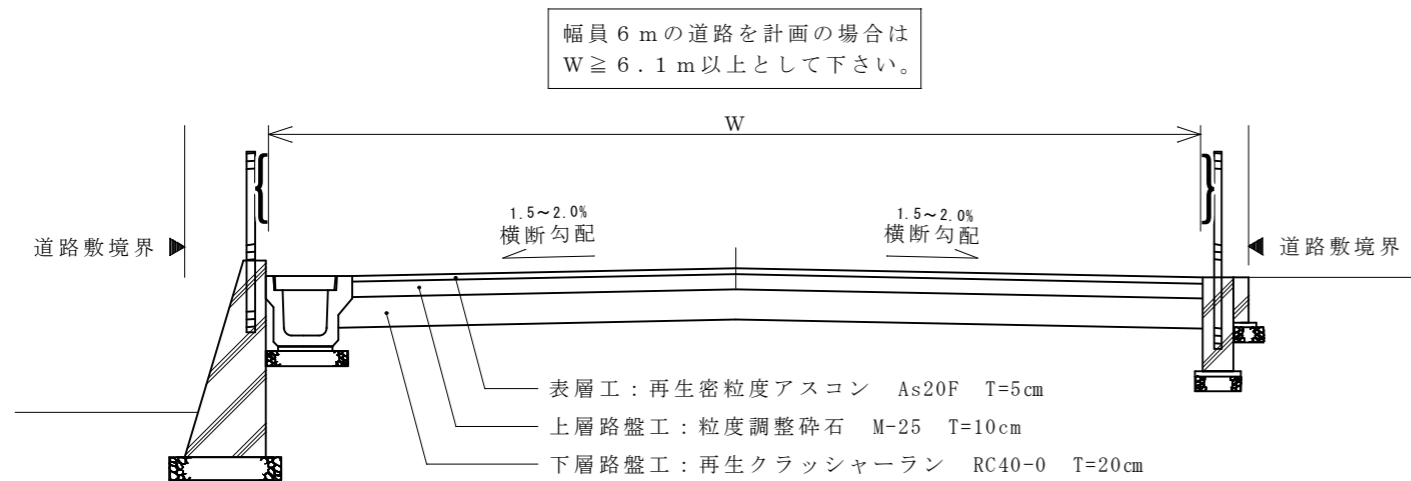 幅員６ｍの道路を計画の場合は
Ｗ≧６.１ｍ以上として下さい。
W
1.5~2.0%
横断勾配
1.5~2.0%
横断勾配
道路敷境界
道路敷境界
表層工：再生密粒度アスコン As20F T=5㎝
上層路盤工：粒度調整砕石 M-25 T=10㎝
下層路盤工：再生クラッシャーラン RC40-0 T=20㎝